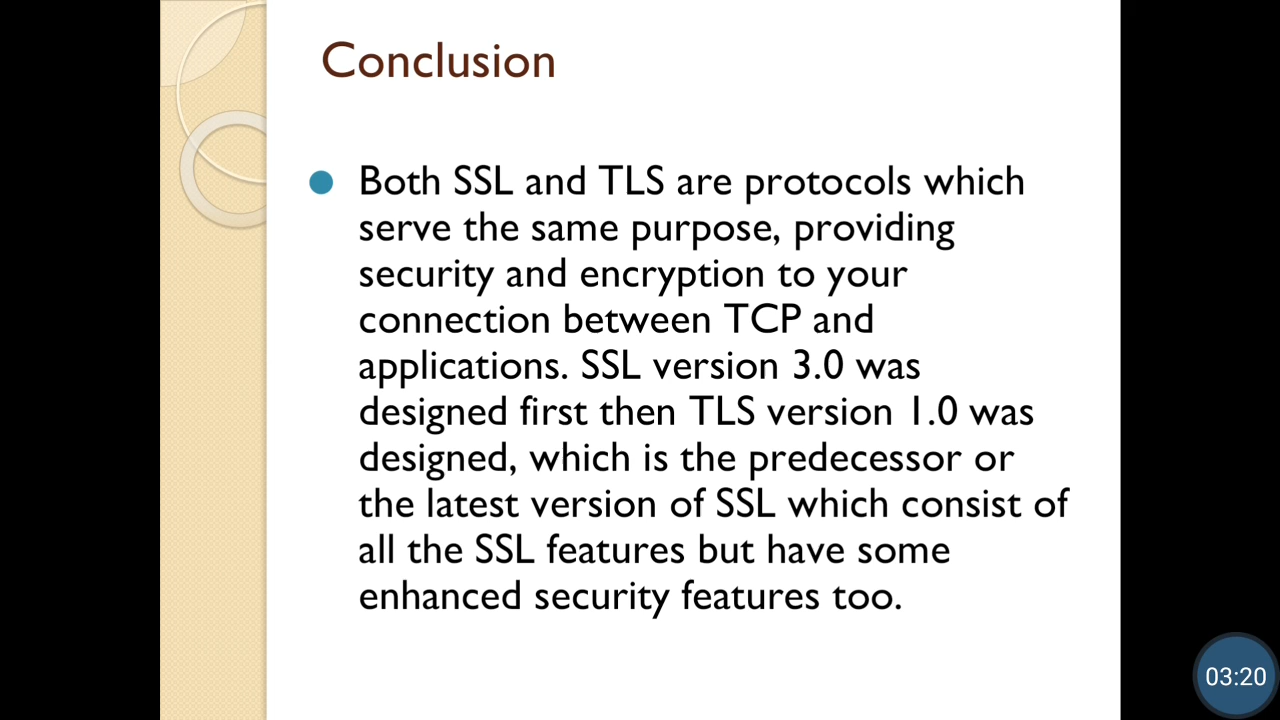 Conclusion
Both SSL and TLS are protocols which
serve the same purpose, providing
security and encryption to your
connection between TCP and
applications. SSL version 3.0 was
designed first then TLS version 1.0 was
designed, which is the predecessor or
the latest version of SSL which consist of
all the SSL features but have some
enhanced security features too.
03:20